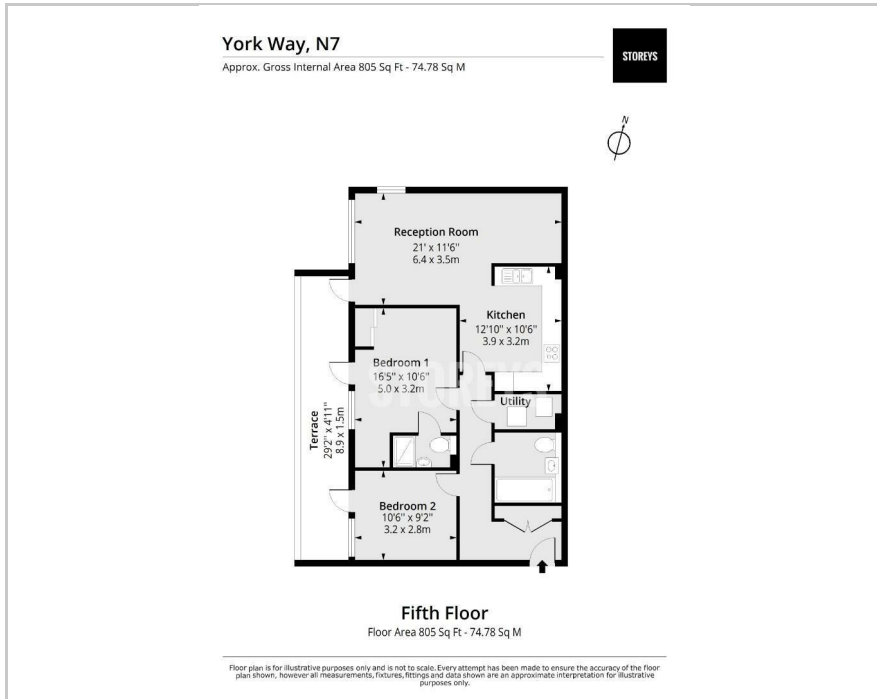 York Way, N7
Approx. Gross Internal Area 805 Sq Ft - 74.78 Sq M
STOREYS
N
Reception Room
21' x 11'6"
6.4 x 3.5m
Kitchen
12'10" x 10'6"
3.9 x 3.2m
Bedroom 1
16'5" x 10'6"
5.0 x 3.2m
STOREYS
Utility
Terrace
29'2" x 4'11"
8.9 x 1.5m
Bedroom 2
10'6" x 9'2"
3.2 x 2.8m
Fifth Floor
Floor Area 805 Sq Ft - 74.78 Sq M
Floor plan is for illustrative purposes only and is not to scale. Every attempt has been made to ensure the accuracy of the floor
plan shown, however all measurements, fixtures, fittings and data shown are an approximate interpretation for illustrative
purposes only.